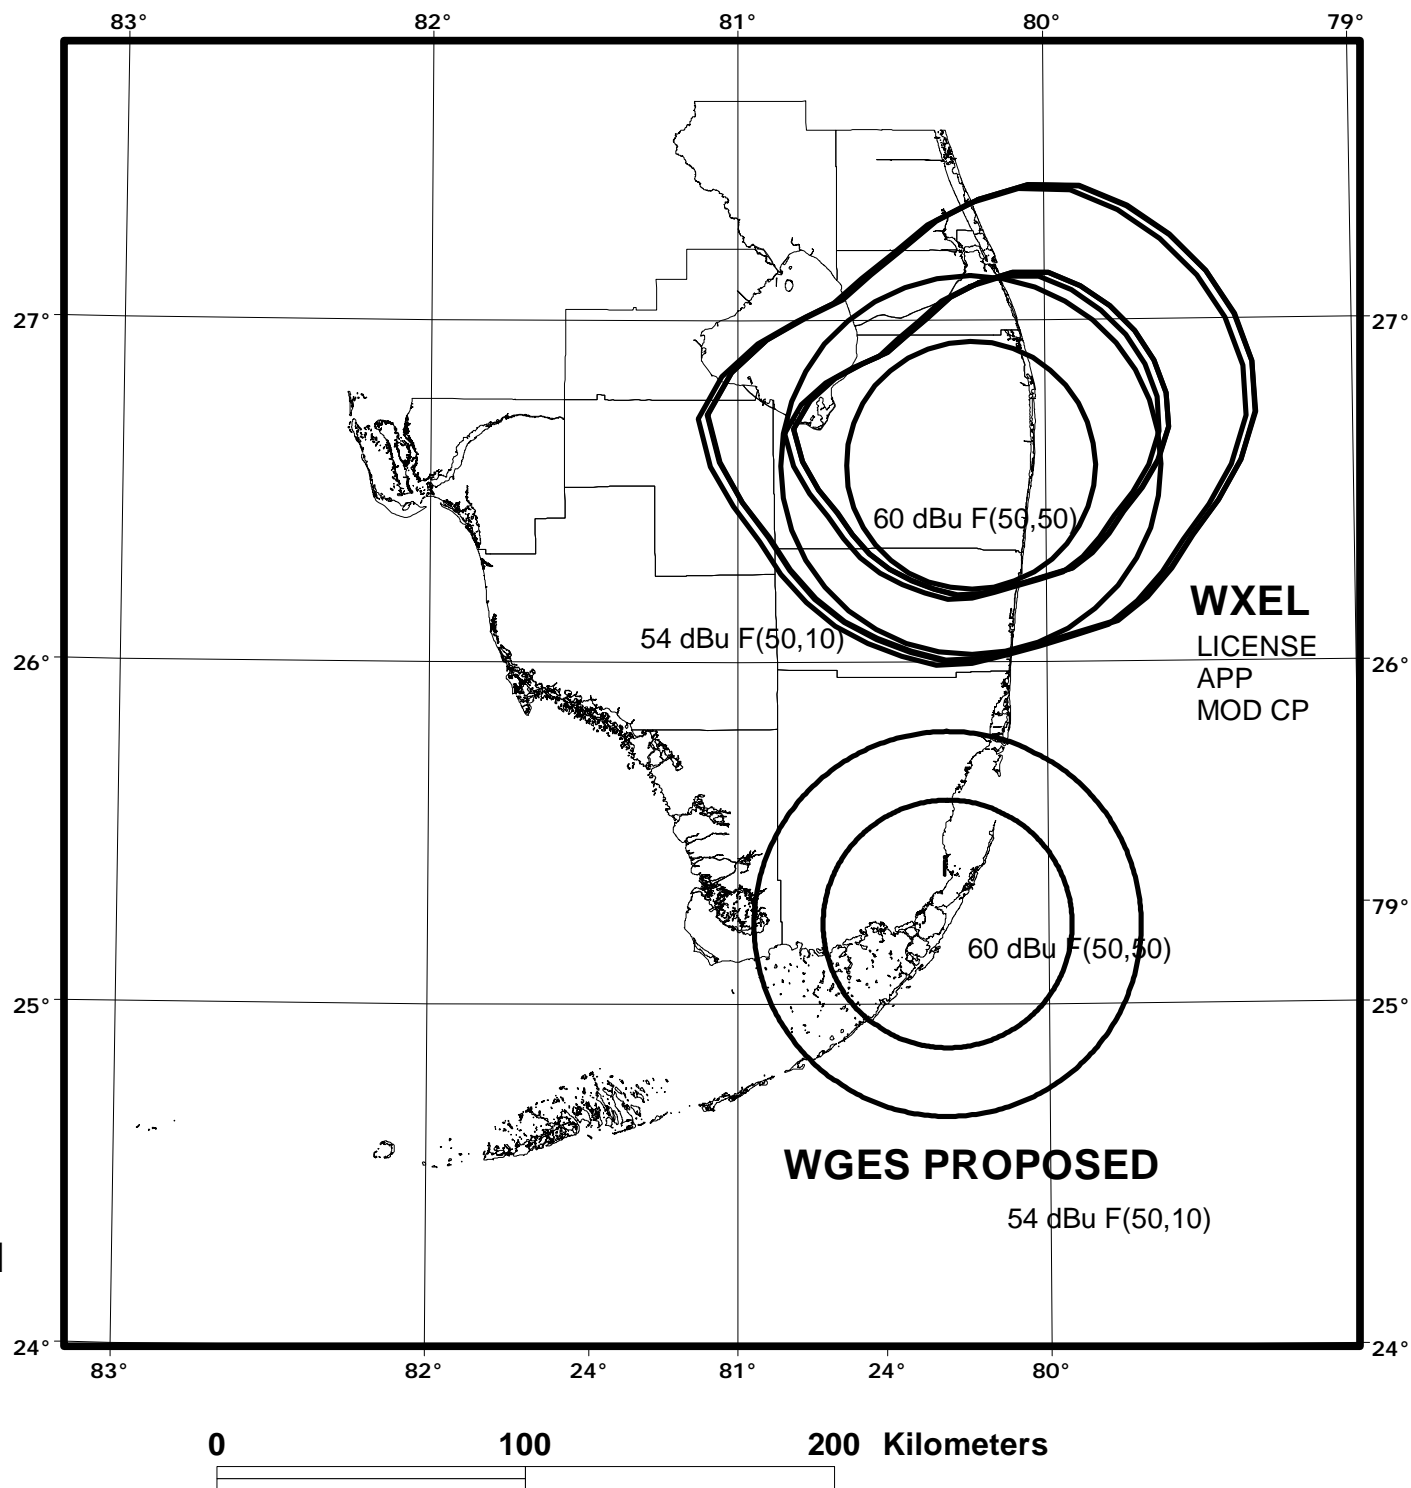 83° 82° 81° 80° 79°
27° 27°
60 dBu F(50,50)
WXEL
54 dBu F(50,10)
LICENSE
26° 26°
APP
MOD CP
79°
60 dBu F(50,50)
25° 25°
WGES PROPOSED
54 dBu F(50,10)
24° 24°
83° 82° 24° 81° 24° 80°
0 100 200 Kilometers